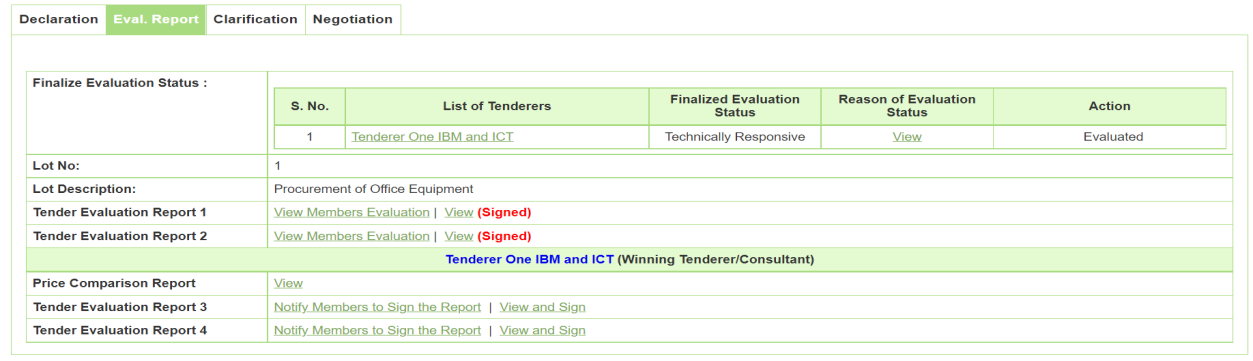 Declaration Eval. Report Clarification Negotiation
Finalize Evaluation Status :
S. No. List of Tenderers Finalized Evaluation Status Reason of Evaluation Status Action
1 Tenderer One IBM and ICT Technically Responsive View Evaluated
Lot No: 1
Lot Description: Procurement of Office Equipment
Tender Evaluation Report 1 View Members Evaluation | View (Signed)
Tender Evaluation Report 2 View Members Evaluation | View (Signed)
Tenderer One IBM and ICT (Winning Tenderer/Consultant)
Price Comparison Report View
Tender Evaluation Report 3 Notify Members to Sign the Report | View and Sign
Tender Evaluation Report 4 Notify Members to Sign the Report | View and Sign